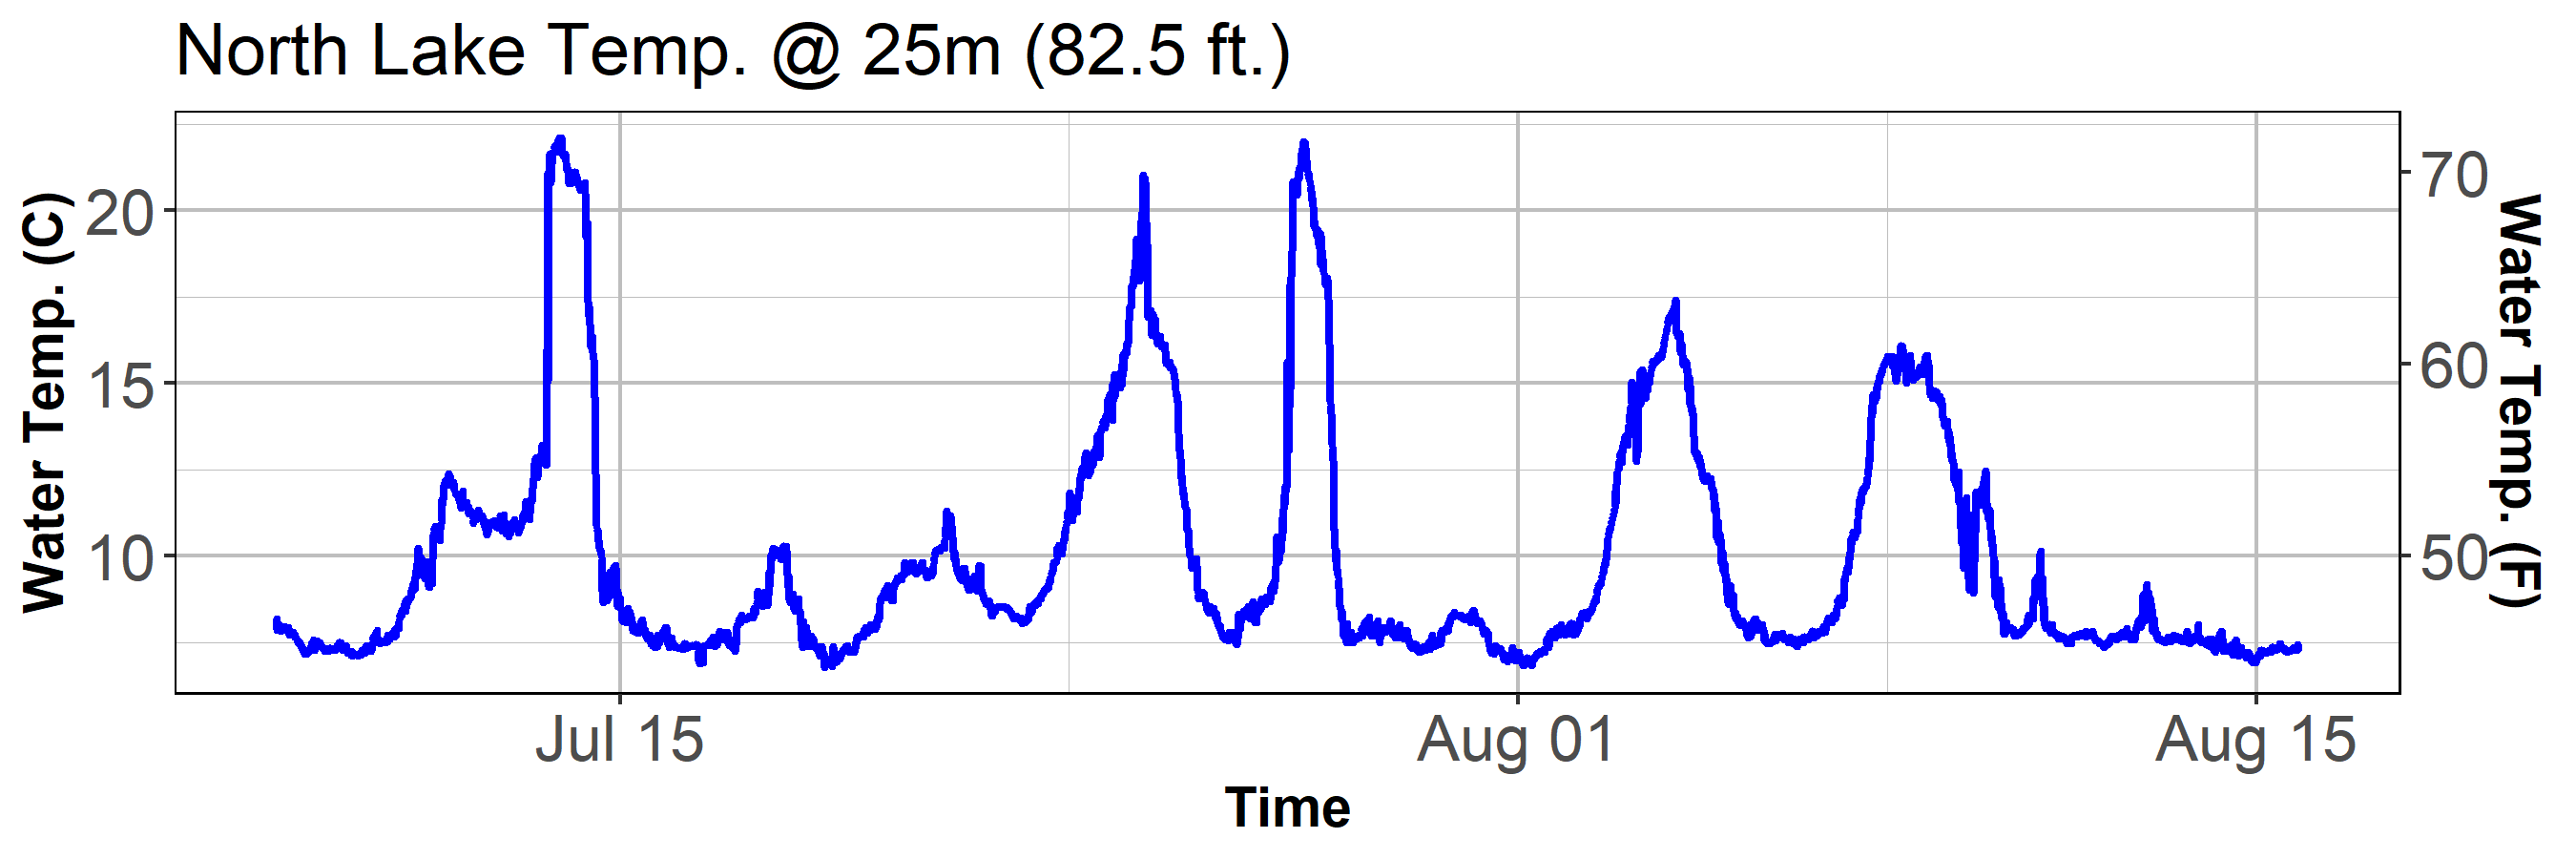 North Lake Temp. @ 25m (82.5 ft.)
Water Temp. (C)
20
15
10
70
60
50
Water Temp. (F)
Jul 15
Aug 01
Aug 15
Time